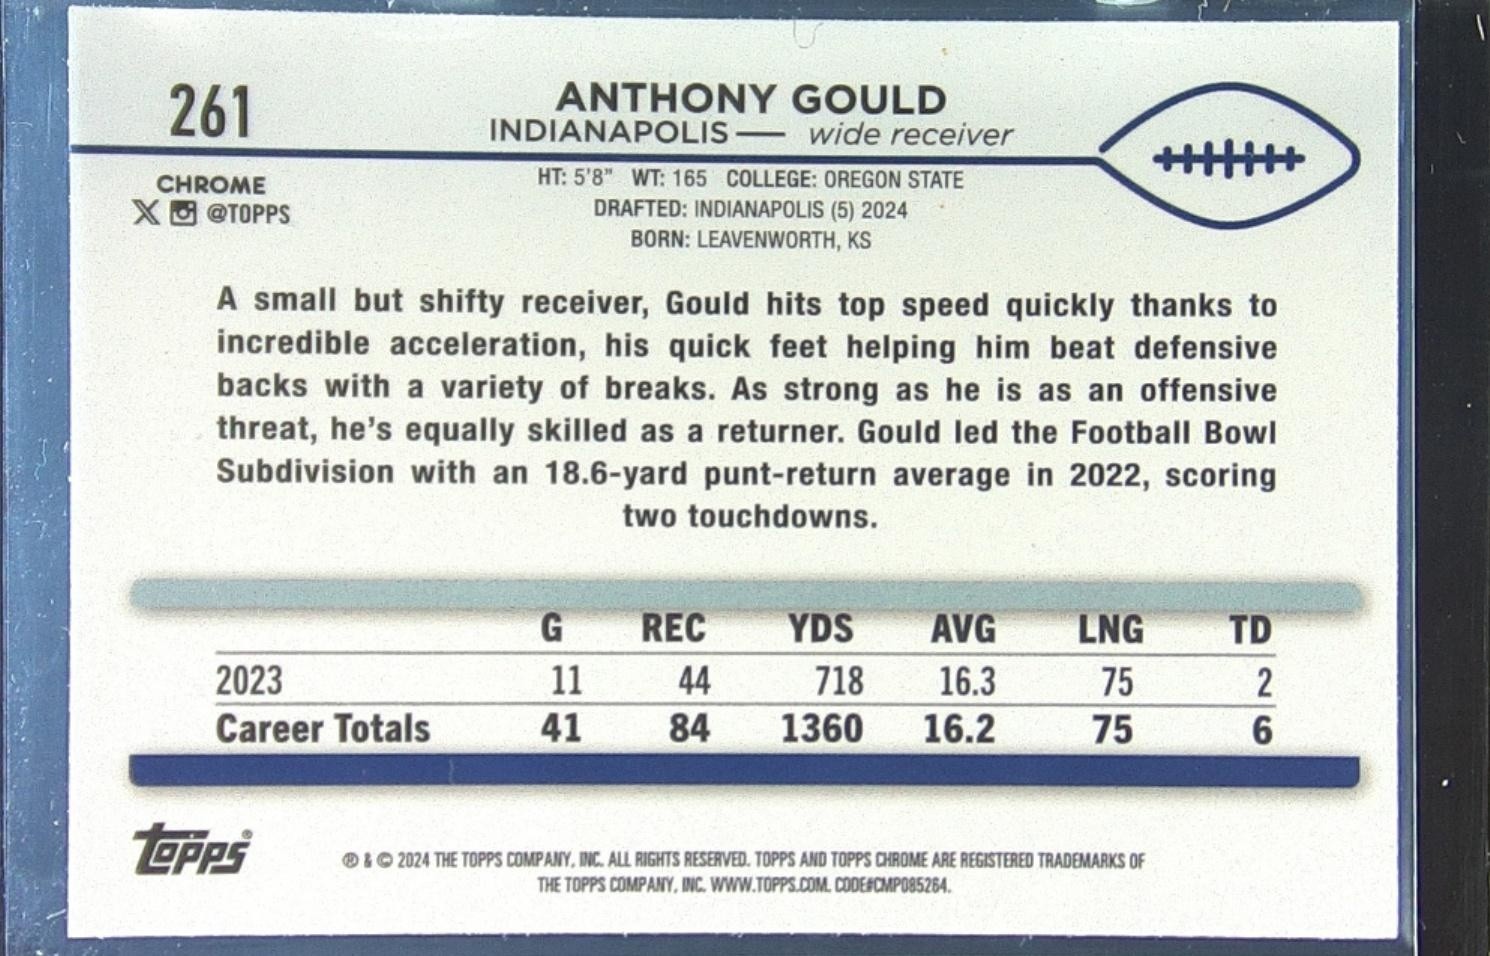 261
ANTHONY GOULD
INDIANAPOLIS — wide receiver
CHROME
X @TOPPS
HT: 5'8" WT: 165 COLLEGE: OREGON STATE
DRAFTED: INDIANAPOLIS (5) 2024
BORN: LEAVENWORTH, KS
A small but shifty receiver, Gould hits top speed quickly thanks to
incredible acceleration, his quick feet helping him beat defensive
backs with a variety of breaks. As strong as he is as an offensive
threat, he's equally skilled as a returner. Gould led the Football Bowl
Subdivision with an 18.6-yard punt-return average in 2022, scoring
two touchdowns.
G REC YDS AVG LNG TD
2023 11 44 718 16.3 75 2
Career Totals 41 84 1360 16.2 75 6
Topps®
® & © 2024 THE TOPPS COMPANY, INC. ALL RIGHTS RESERVED. TOPPS AND TOPPS CHROME ARE REGISTERED TRADEMARKS OF
THE TOPPS COMPANY, INC. WWW.TOPPS.COM. CODE#CMP085264.